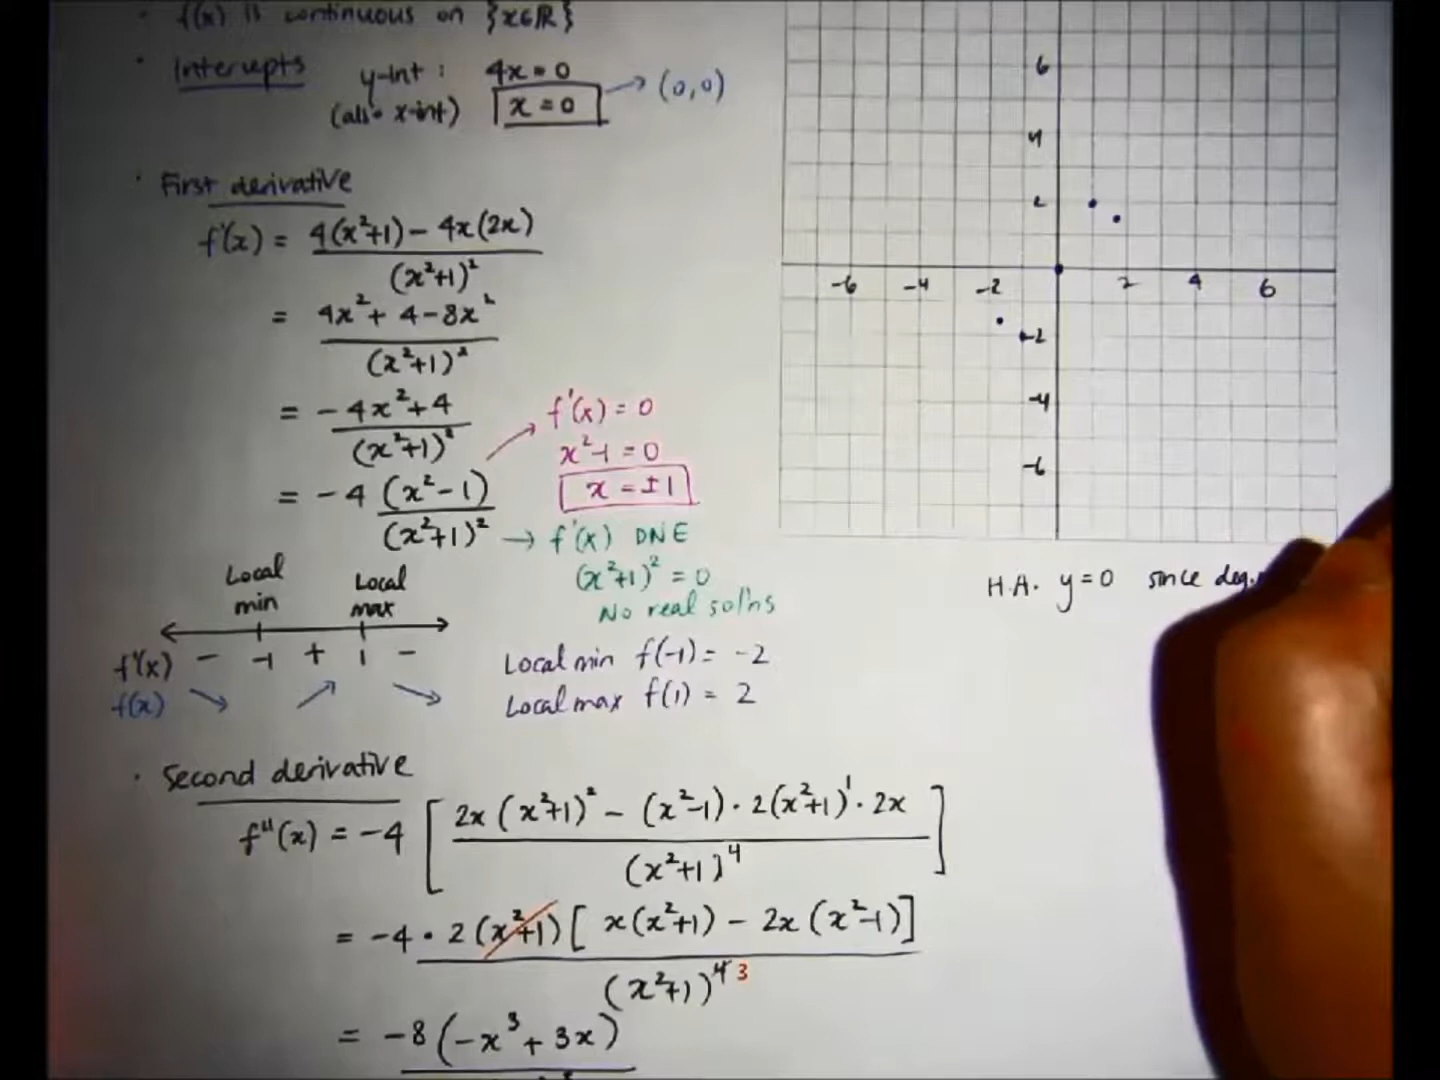 · f(x) is continuous on {x∈ℝ}
· Intercepts y-int : 4x = 0
(also x-int) x = 0 → (0,0)
· First derivative
f'(x) = 4(x²+1) - 4x(2x)
(x²+1)²
= 4x² + 4 - 8x²
(x²+1)²
= -4x² + 4
(x²+1)²
= -4 (x² - 1)
(x²+1)²
f'(x) = 0
x²-1 = 0
x = ±1
→ f'(x) DNE
(x²+1)² = 0
No real sol'ns
Local min Local max
f'(x) - -1 + 1 -
f(x)
Local min f(-1) = -2
Local max f(1) = 2
· Second derivative
f''(x) = -4 [ 2x(x²+1)² - (x²-1) · 2(x²+1)¹ · 2x ]
(x²+1)⁴
= -4 · 2(x²+1) [ x(x²+1) - 2x(x²-1) ]
(x²+1)⁴ 3
= -8(-x³ + 3x)
6
4
2
-6 -4 -2 2 4 6
-2
-4
-6
H.A. y=0 since deg.